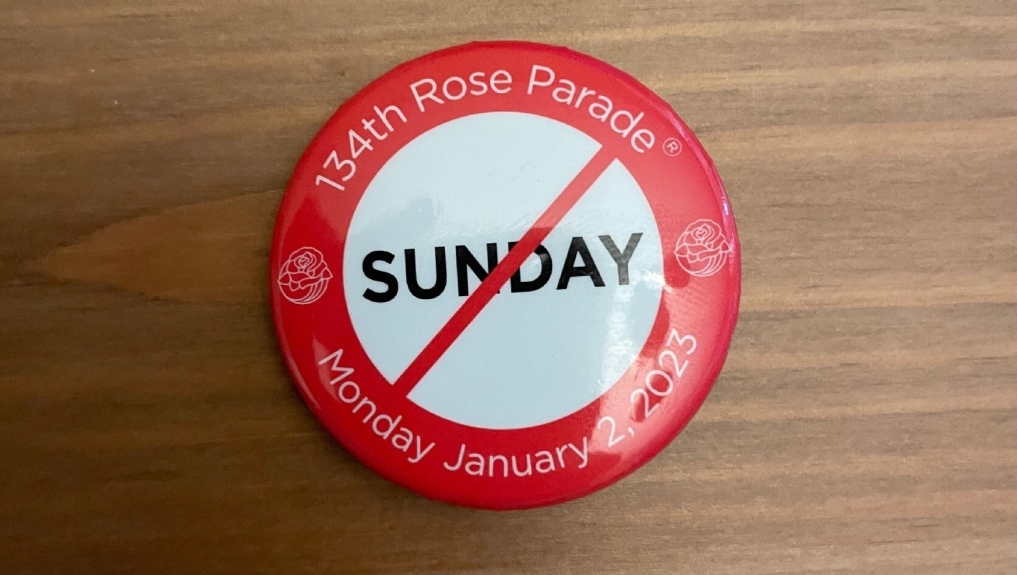 134th Rose Parade ®
SUNDAY
Monday January 2, 2023